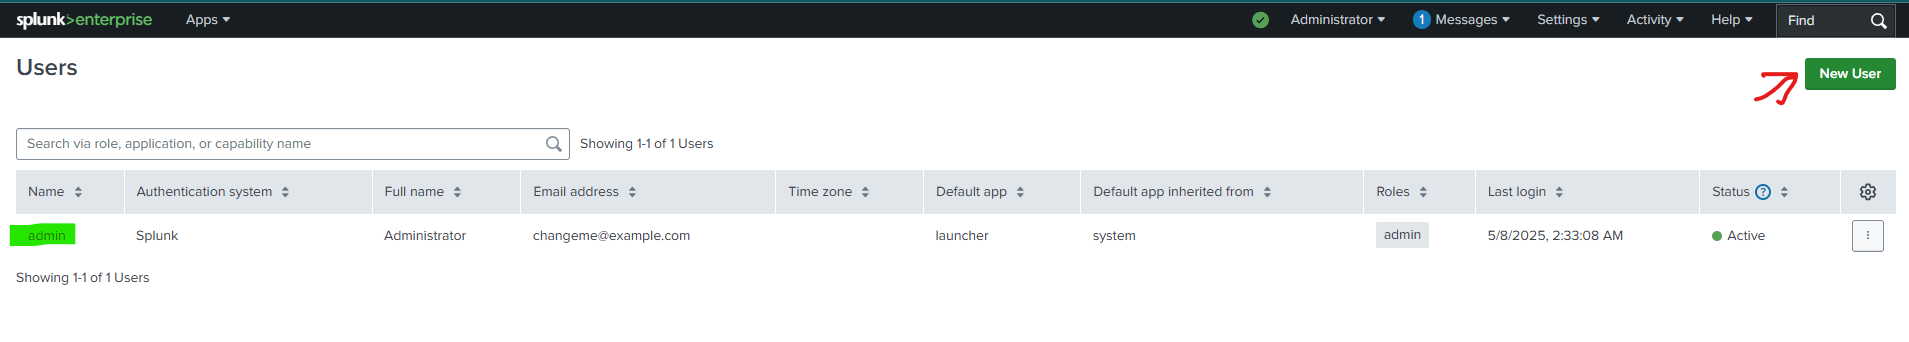 splunk>enterprise Apps Administrator 1 Messages Settings Activity Help Find
Users
New User
Search via role, application, or capability name Showing 1-1 of 1 Users
Name Authentication system Full name Email address Time zone Default app Default app inherited from Roles Last login Status ?
admin Splunk Administrator changeme@example.com launcher system admin 5/8/2025, 2:33:08 AM Active
Showing 1-1 of 1 Users